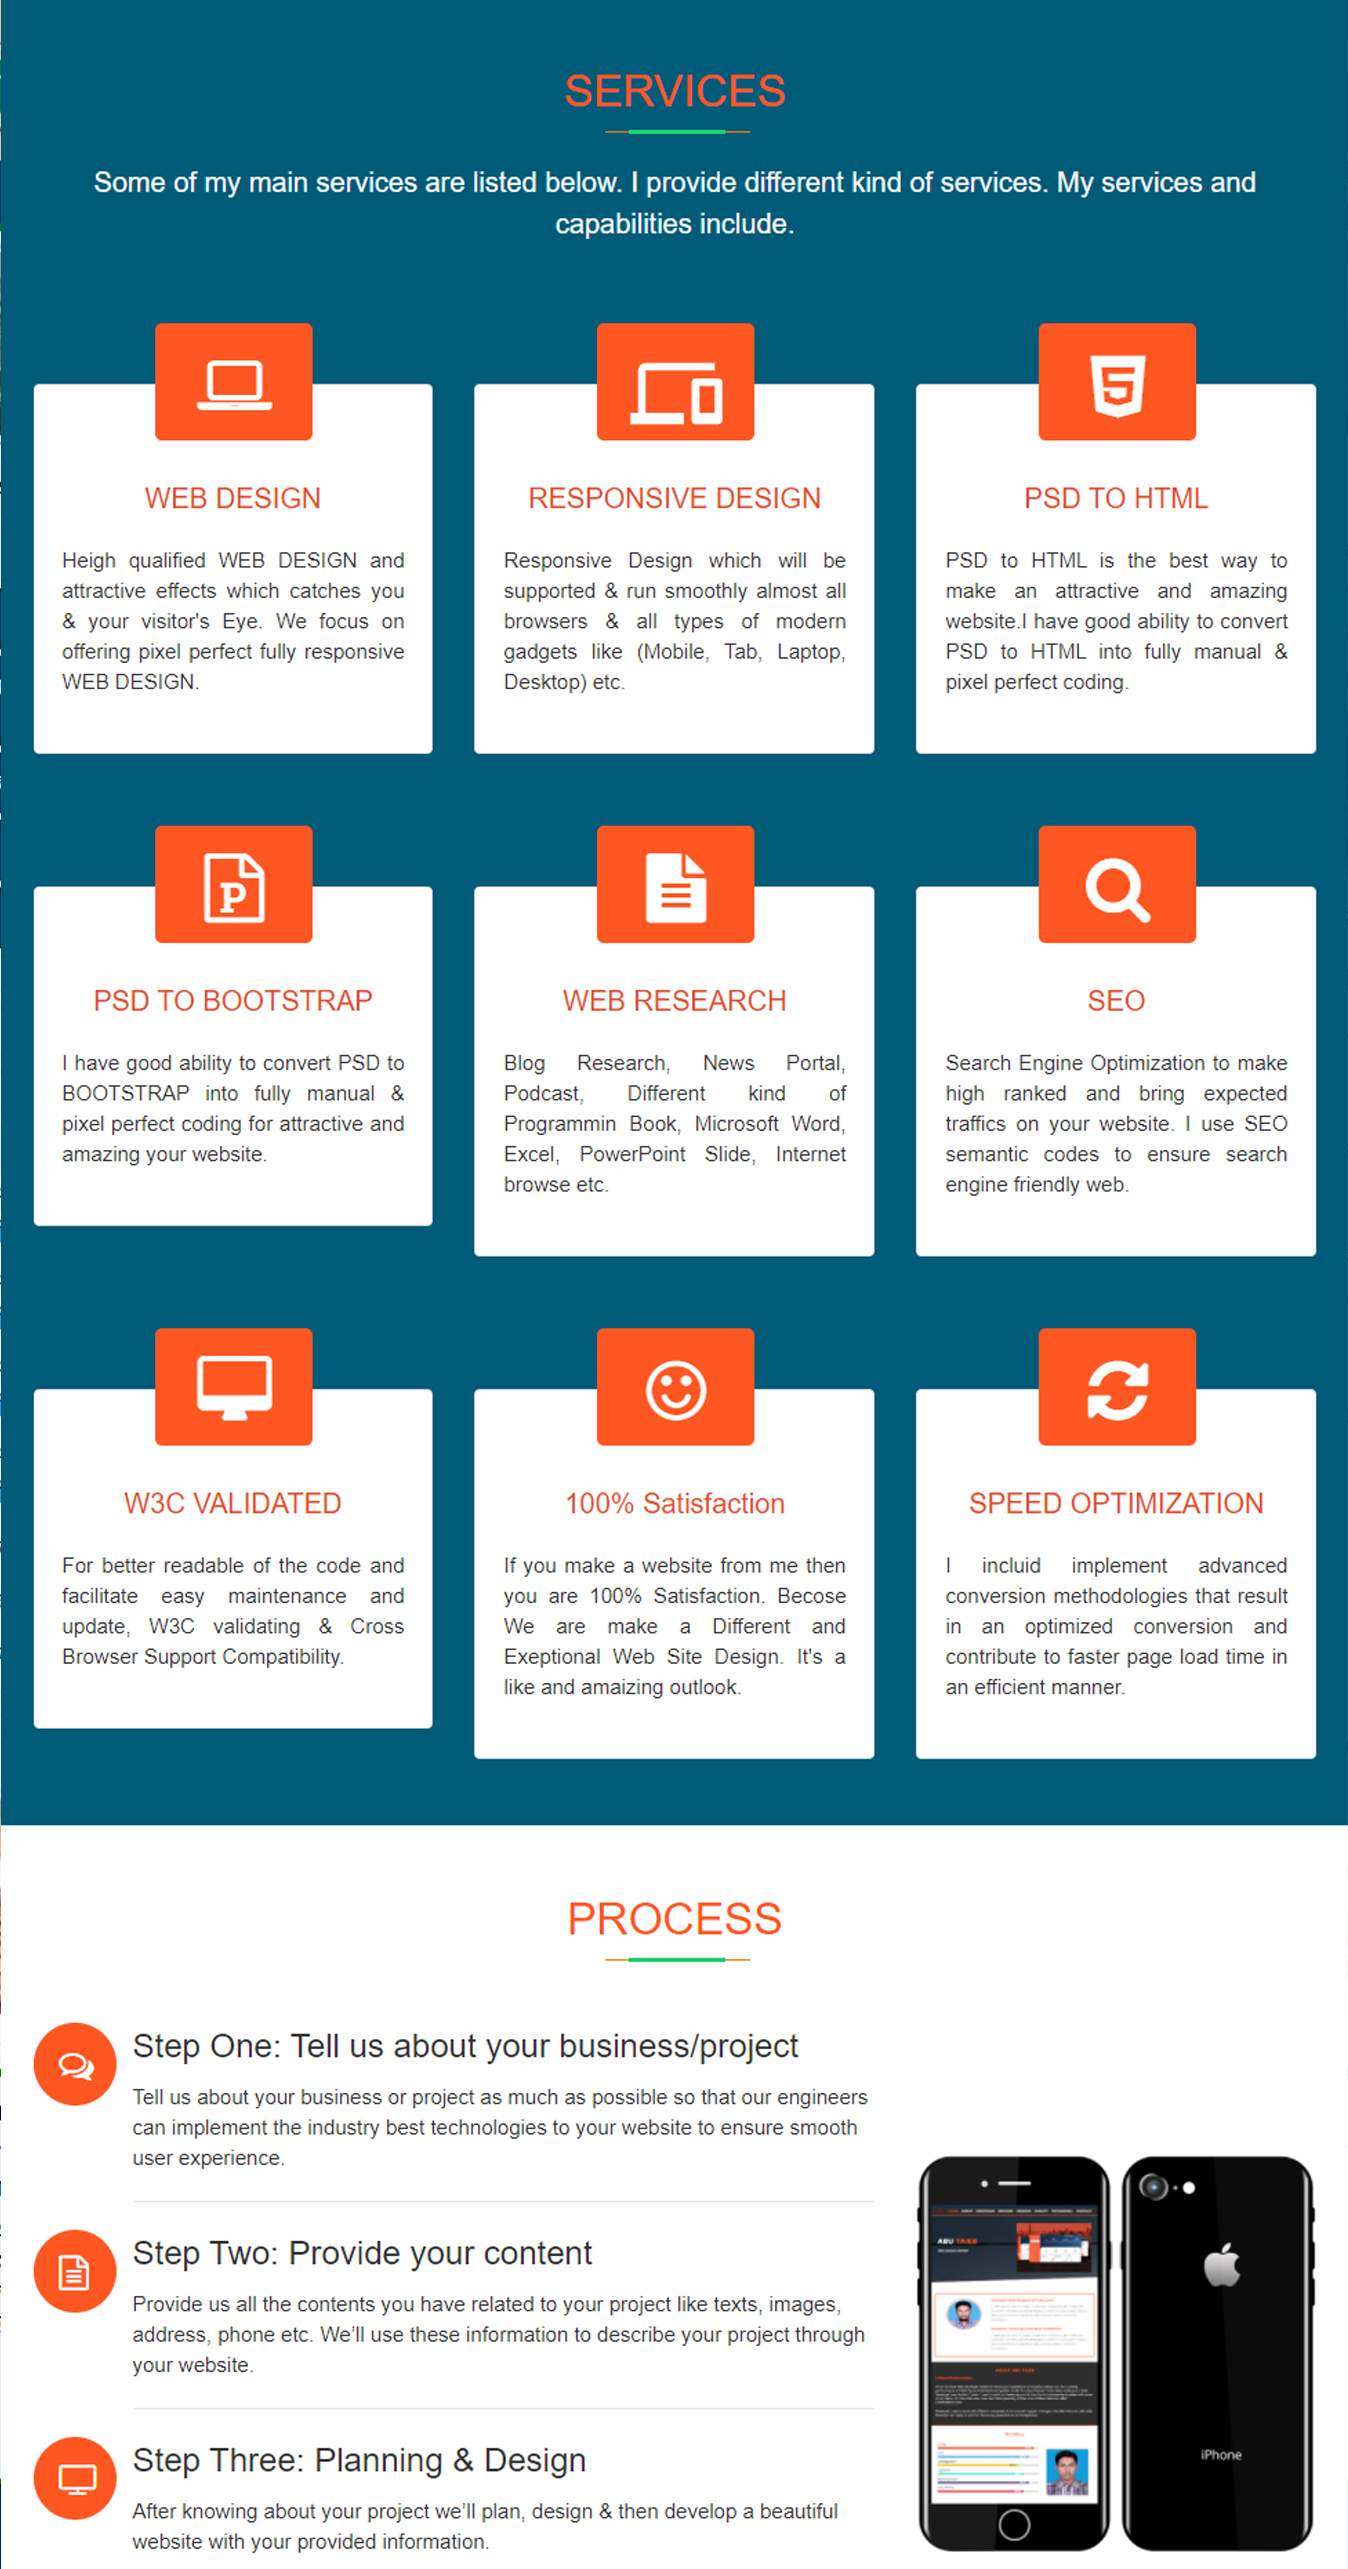 SERVICES
Some of my main services are listed below. I provide different kind of services. My services and
capabilities include.
WEB DESIGN
Heigh qualified WEB DESIGN and
attractive effects which catches you
& your visitor's Eye. We focus on
offering pixel perfect fully responsive
WEB DESIGN.
RESPONSIVE DESIGN
Responsive Design which will be
supported & run smoothly almost all
browsers & all types of modern
gadgets like (Mobile, Tab, Laptop,
Desktop) etc.
PSD TO HTML
PSD to HTML is the best way to
make an attractive and amazing
website.I have good ability to convert
PSD to HTML into fully manual &
pixel perfect coding.
PSD TO BOOTSTRAP
I have good ability to convert PSD to
BOOTSTRAP into fully manual &
pixel perfect coding for attractive and
amazing your website.
WEB RESEARCH
Blog Research, News Portal,
Podcast, Different kind of
Programmin Book, Microsoft Word,
Excel, PowerPoint Slide, Internet
browse etc.
SEO
Search Engine Optimization to make
high ranked and bring expected
traffics on your website. I use SEO
semantic codes to ensure search
engine friendly web.
W3C VALIDATED
For better readable of the code and
facilitate easy maintenance and
update, W3C validating & Cross
Browser Support Compatibility.
100% Satisfaction
If you make a website from me then
you are 100% Satisfaction. Becose
We are make a Different and
Exeptional Web Site Design. It's a
like and amaizing outlook.
SPEED OPTIMIZATION
I incluid implement advanced
conversion methodologies that result
in an optimized conversion and
contribute to faster page load time in
an efficient manner.
PROCESS
Step One: Tell us about your business/project
Tell us about your business or project as much as possible so that our engineers
can implement the industry best technologies to your website to ensure smooth
user experience.
Step Two: Provide your content
Provide us all the contents you have related to your project like texts, images,
address, phone etc. We’ll use these information to describe your project through
your website.
Step Three: Planning & Design
After knowing about your project we’ll plan, design & then develop a beautiful
website with your provided information.
ABU TAIEB
iPhone